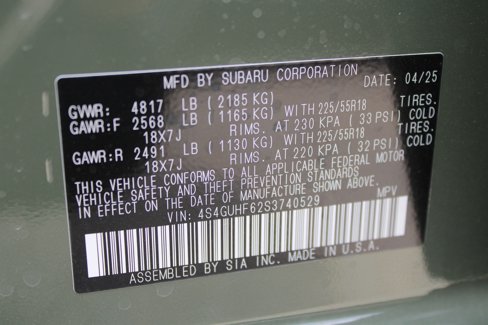 MFD BY SUBARU CORPORATION DATE: 04/25
GVWR: 4817 LB ( 2185 KG)
GAWR:F 2568 LB ( 1165 KG) WITH 225/55R18 TIRES.
18X7J RIMS. AT 230 KPA ( 33 PSI) COLD
GAWR:R 2491 LB ( 1130 KG) WITH 225/55R18 TIRES.
18X7J RIMS. AT 220 KPA ( 32 PSI) COLD
THIS VEHICLE CONFORMS TO ALL APPLICABLE FEDERAL MOTOR
VEHICLE SAFETY AND THEFT PREVENTION STANDARDS
IN EFFECT ON THE DATE OF MANUFACTURE SHOWN ABOVE.
VIN: 4S4GUHF62S3740529 MPV
ASSEMBLED BY SIA INC. MADE IN U.S.A.